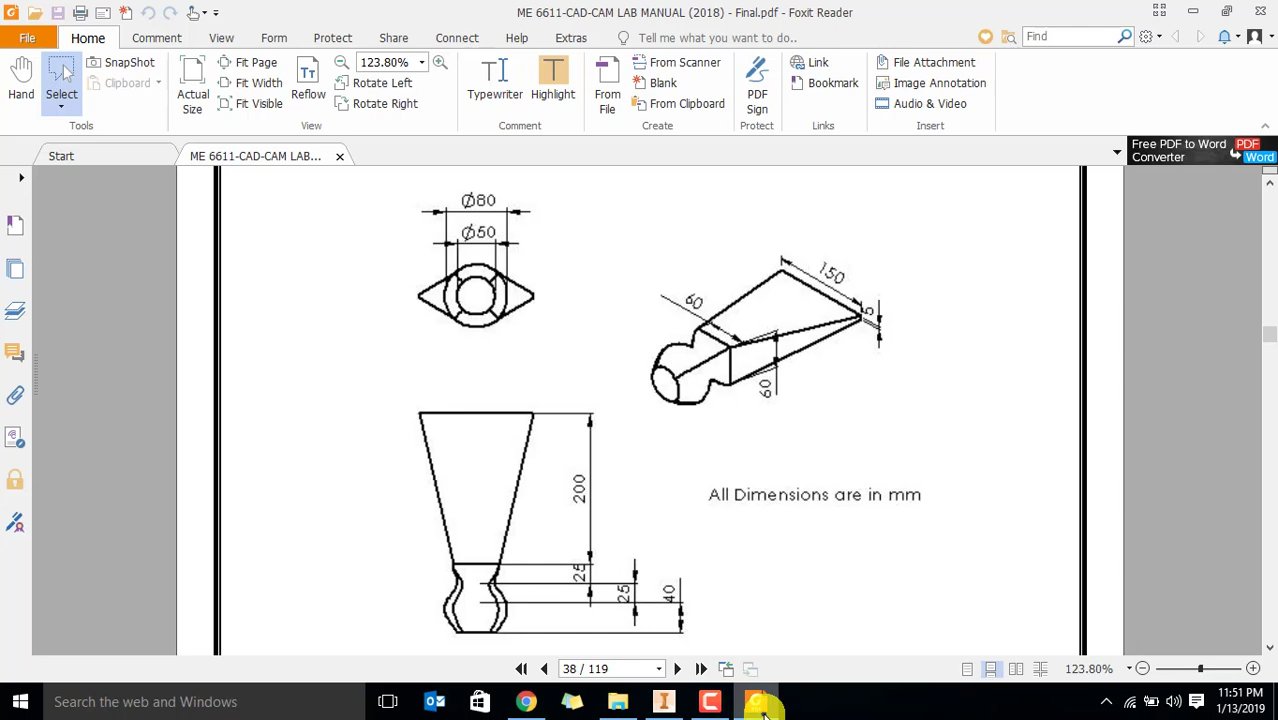 ME 6611-CAD-CAM LAB MANUAL (2018) - Final.pdf - Foxit Reader
File Home Comment View Form Protect Share Connect Help Extras Tell me what you want to do.. Find
Hand Select SnapShot Clipboard
Tools
Actual Size Fit Page Fit Width Fit Visible Reflow 123.80% Rotate Left Rotate Right
View
Typewriter Highlight
Comment
From File From Scanner Blank From Clipboard
Create
PDF Sign
Protect
Link Bookmark
Links
File Attachment Image Annotation Audio & Video
Insert
Start ME 6611-CAD-CAM LAB...
Free PDF to Word Converter PDF Word
Ø80
Ø50
150
60
5
60
200
25
25
40
All Dimensions are in mm
38 / 119 123.80%
Search the web and Windows
11:51 PM
1/13/2019